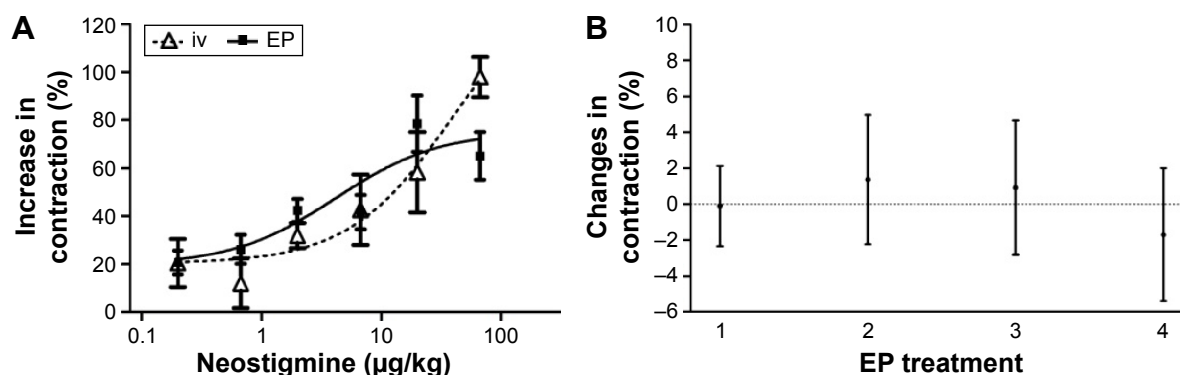 A
iv EP
Increase in
contraction (%)
120
100
80
60
40
20
0
0.1 1 10 100
Neostigmine (µg/kg)
B
Changes in
contraction (%)
10
8
6
4
2
0
–2
–4
–6
1 2 3 4
EP treatment